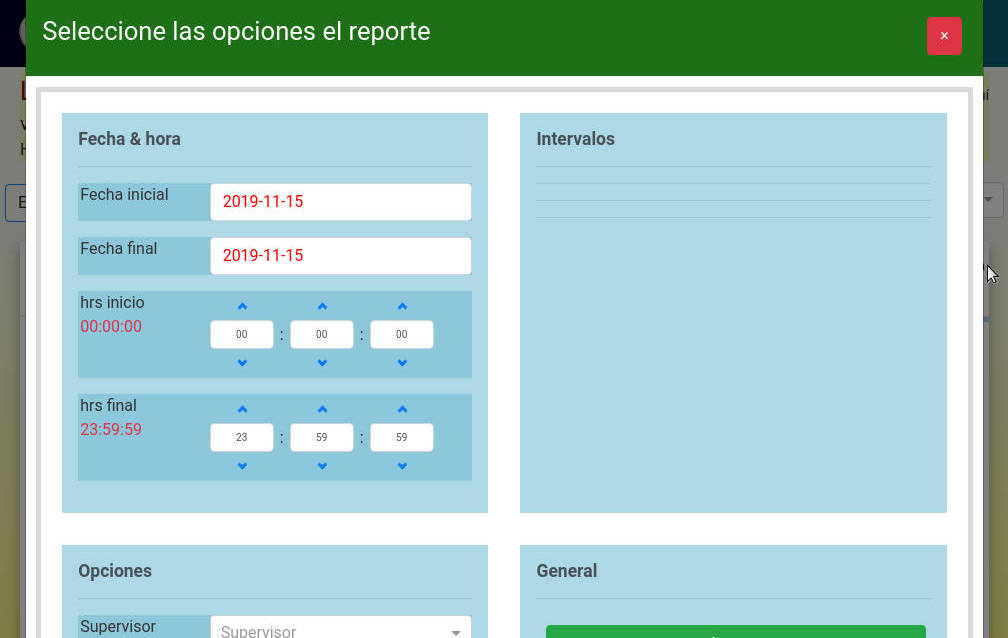 Seleccione las opciones el reporte
×
Fecha & hora
Fecha inicial
2019-11-15
Fecha final
2019-11-15
hrs inicio
00:00:00
00 : 00 : 00
hrs final
23:59:59
23 : 59 : 59
Intervalos
Opciones
Supervisor
Supervisor
General